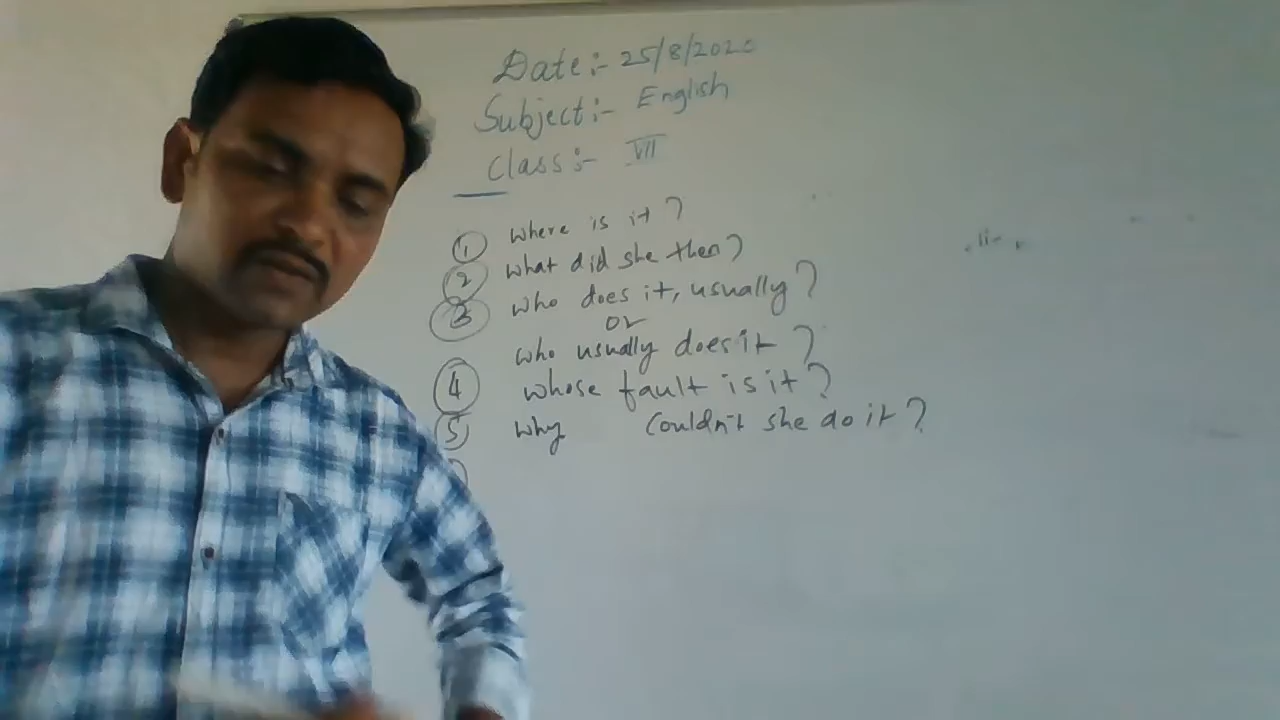 Date:- 25/8/2020
Subject:- English
Class:- VII
① where is it?
② what did she then?
③ who does it, usually?
or
who usually does it?
④ whose fault is it?
⑤ why couldn't she do it?